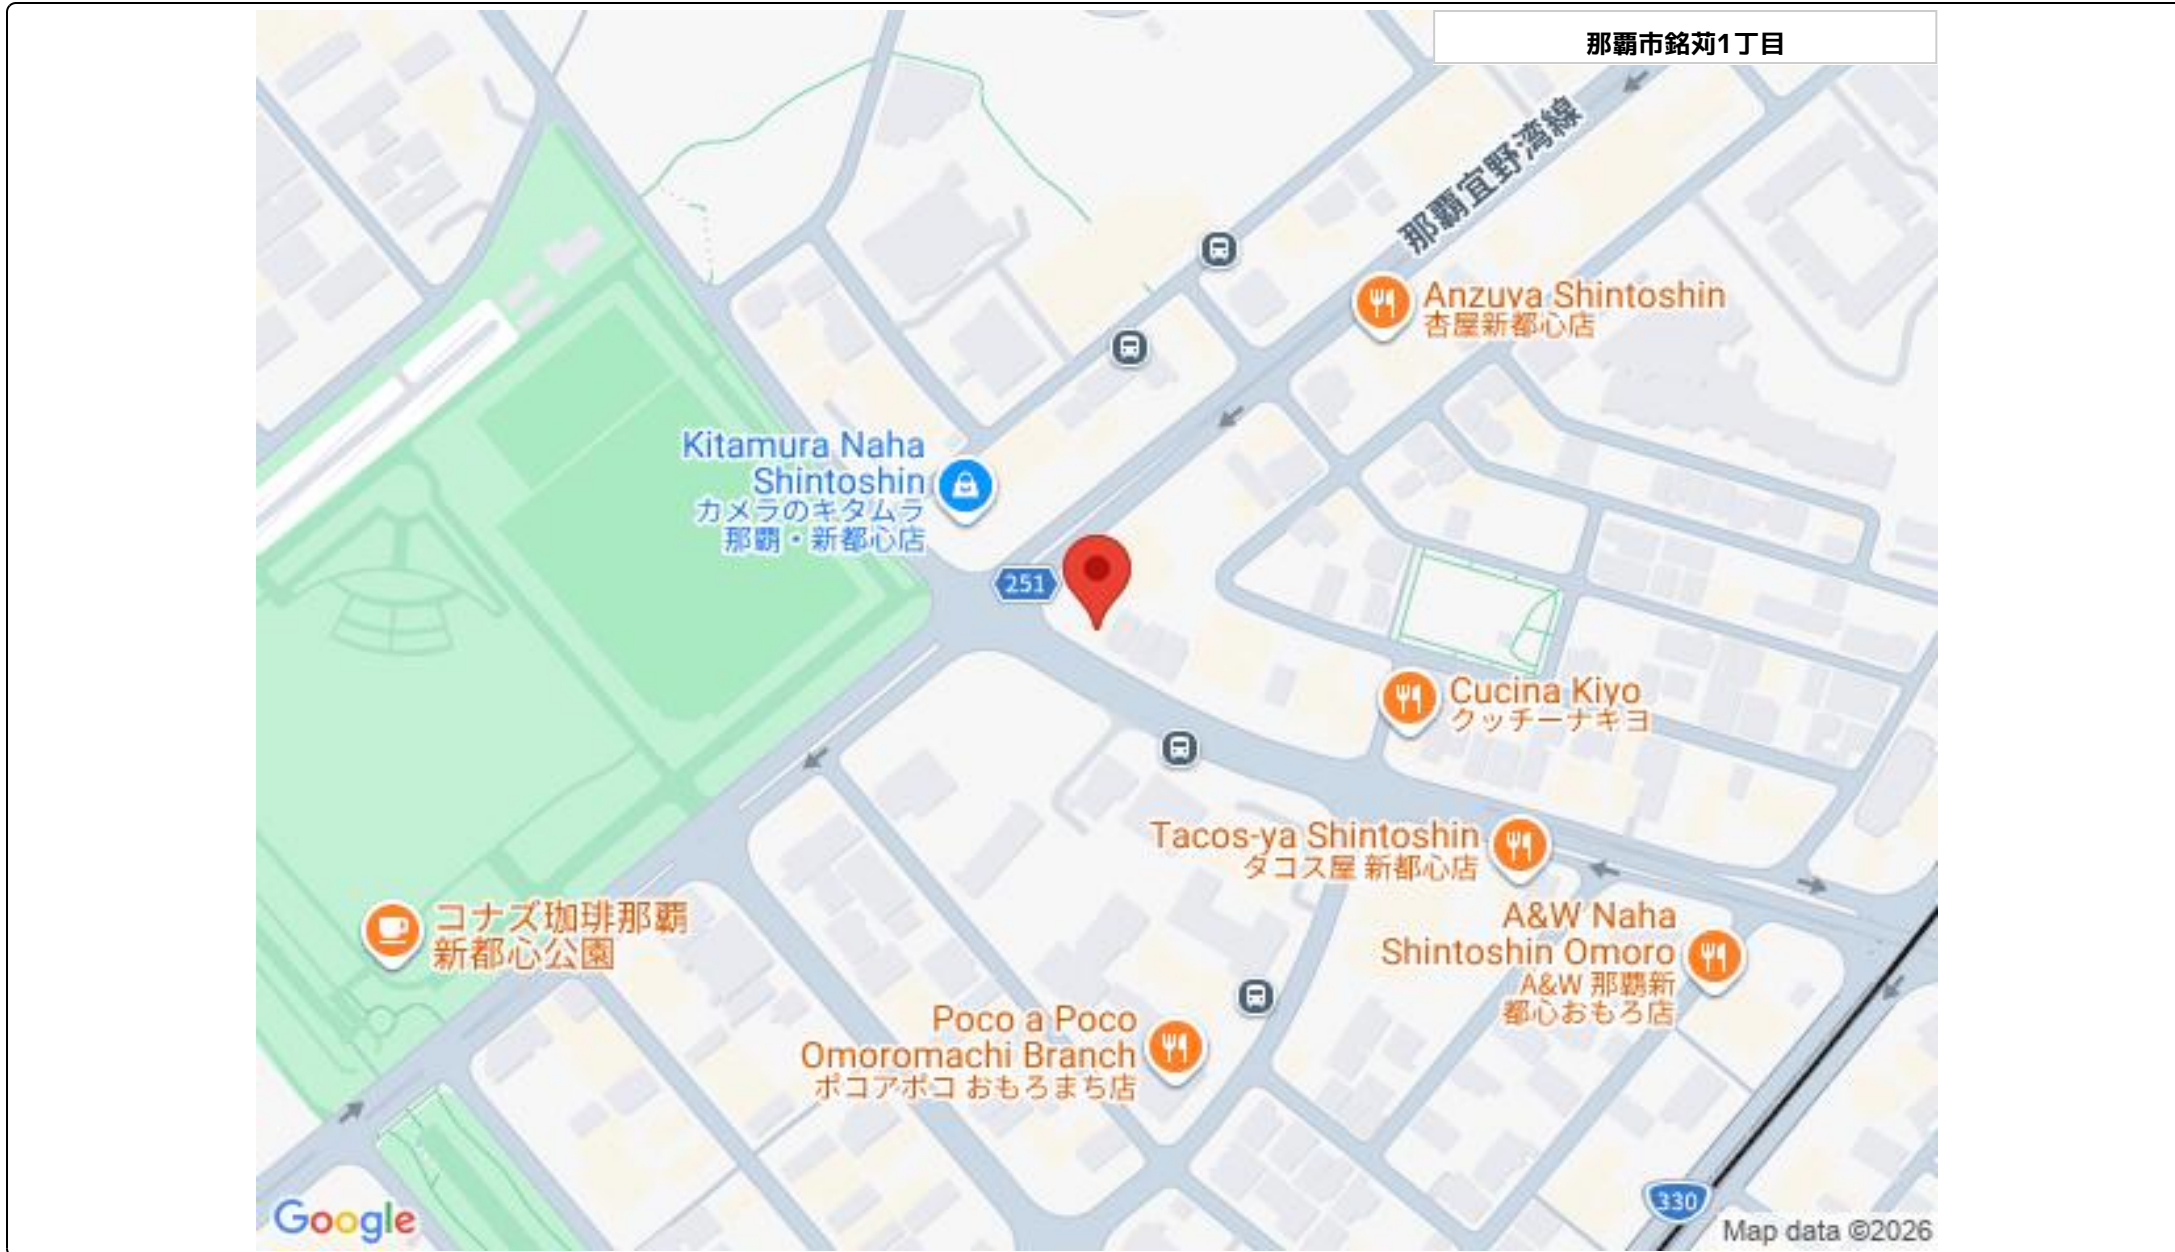 那覇市銘苅1丁目
那覇宜野湾線
Anzuya Shintoshin
杏屋新都心店
Kitamura Naha
Shintoshin
カメラのキタムラ
那覇・新都心店
251
Cucina Kiyo
クッチーナキヨ
Tacos-ya Shintoshin
タコス屋 新都心店
コナズ珈琲那覇
新都心公園
A&W Naha
Shintoshin Omoro
A&W 那覇新
都心おもろ店
Poco a Poco
Omoromachi Branch
ポコアポコ おもろまち店
330
Google
Map data ©2026